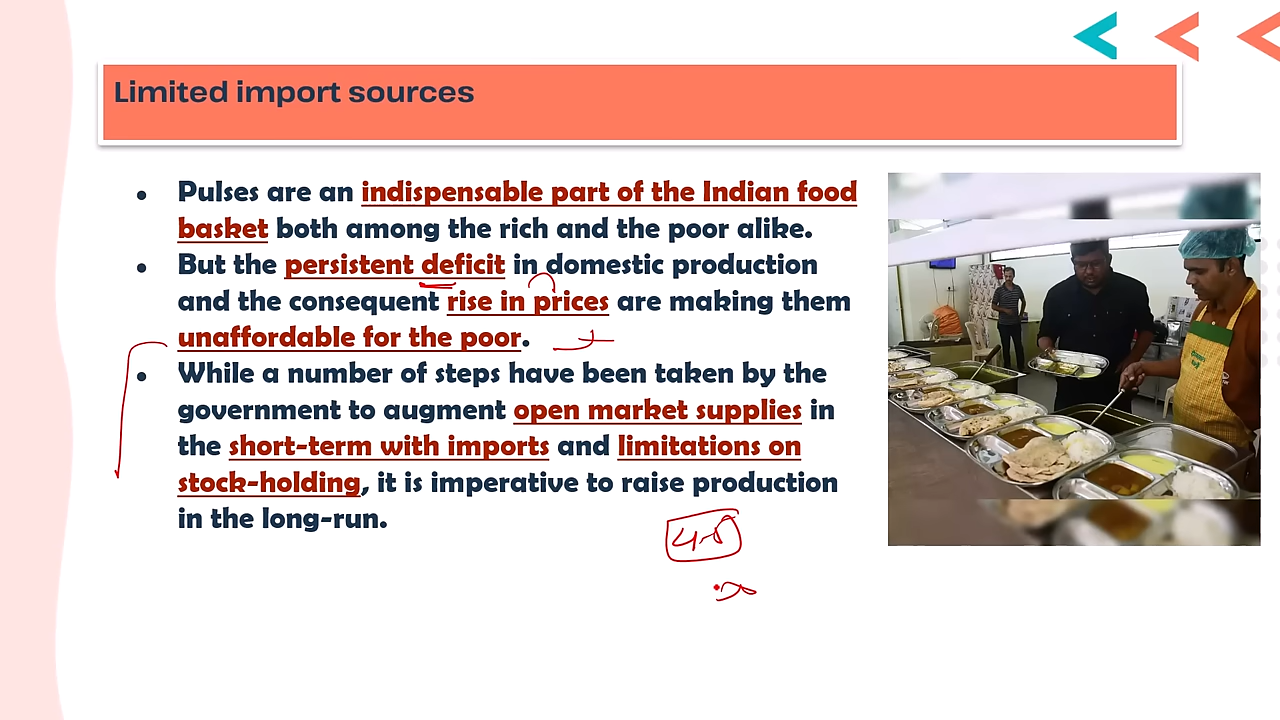 Limited import sources
Pulses are an indispensable part of the Indian food
basket both among the rich and the poor alike.
But the persistent deficit in domestic production
and the consequent rise in prices are making them
unaffordable for the poor.
While a number of steps have been taken by the
government to augment open market supplies in
the short-term with imports and limitations on
stock-holding, it is imperative to raise production
in the long-run.